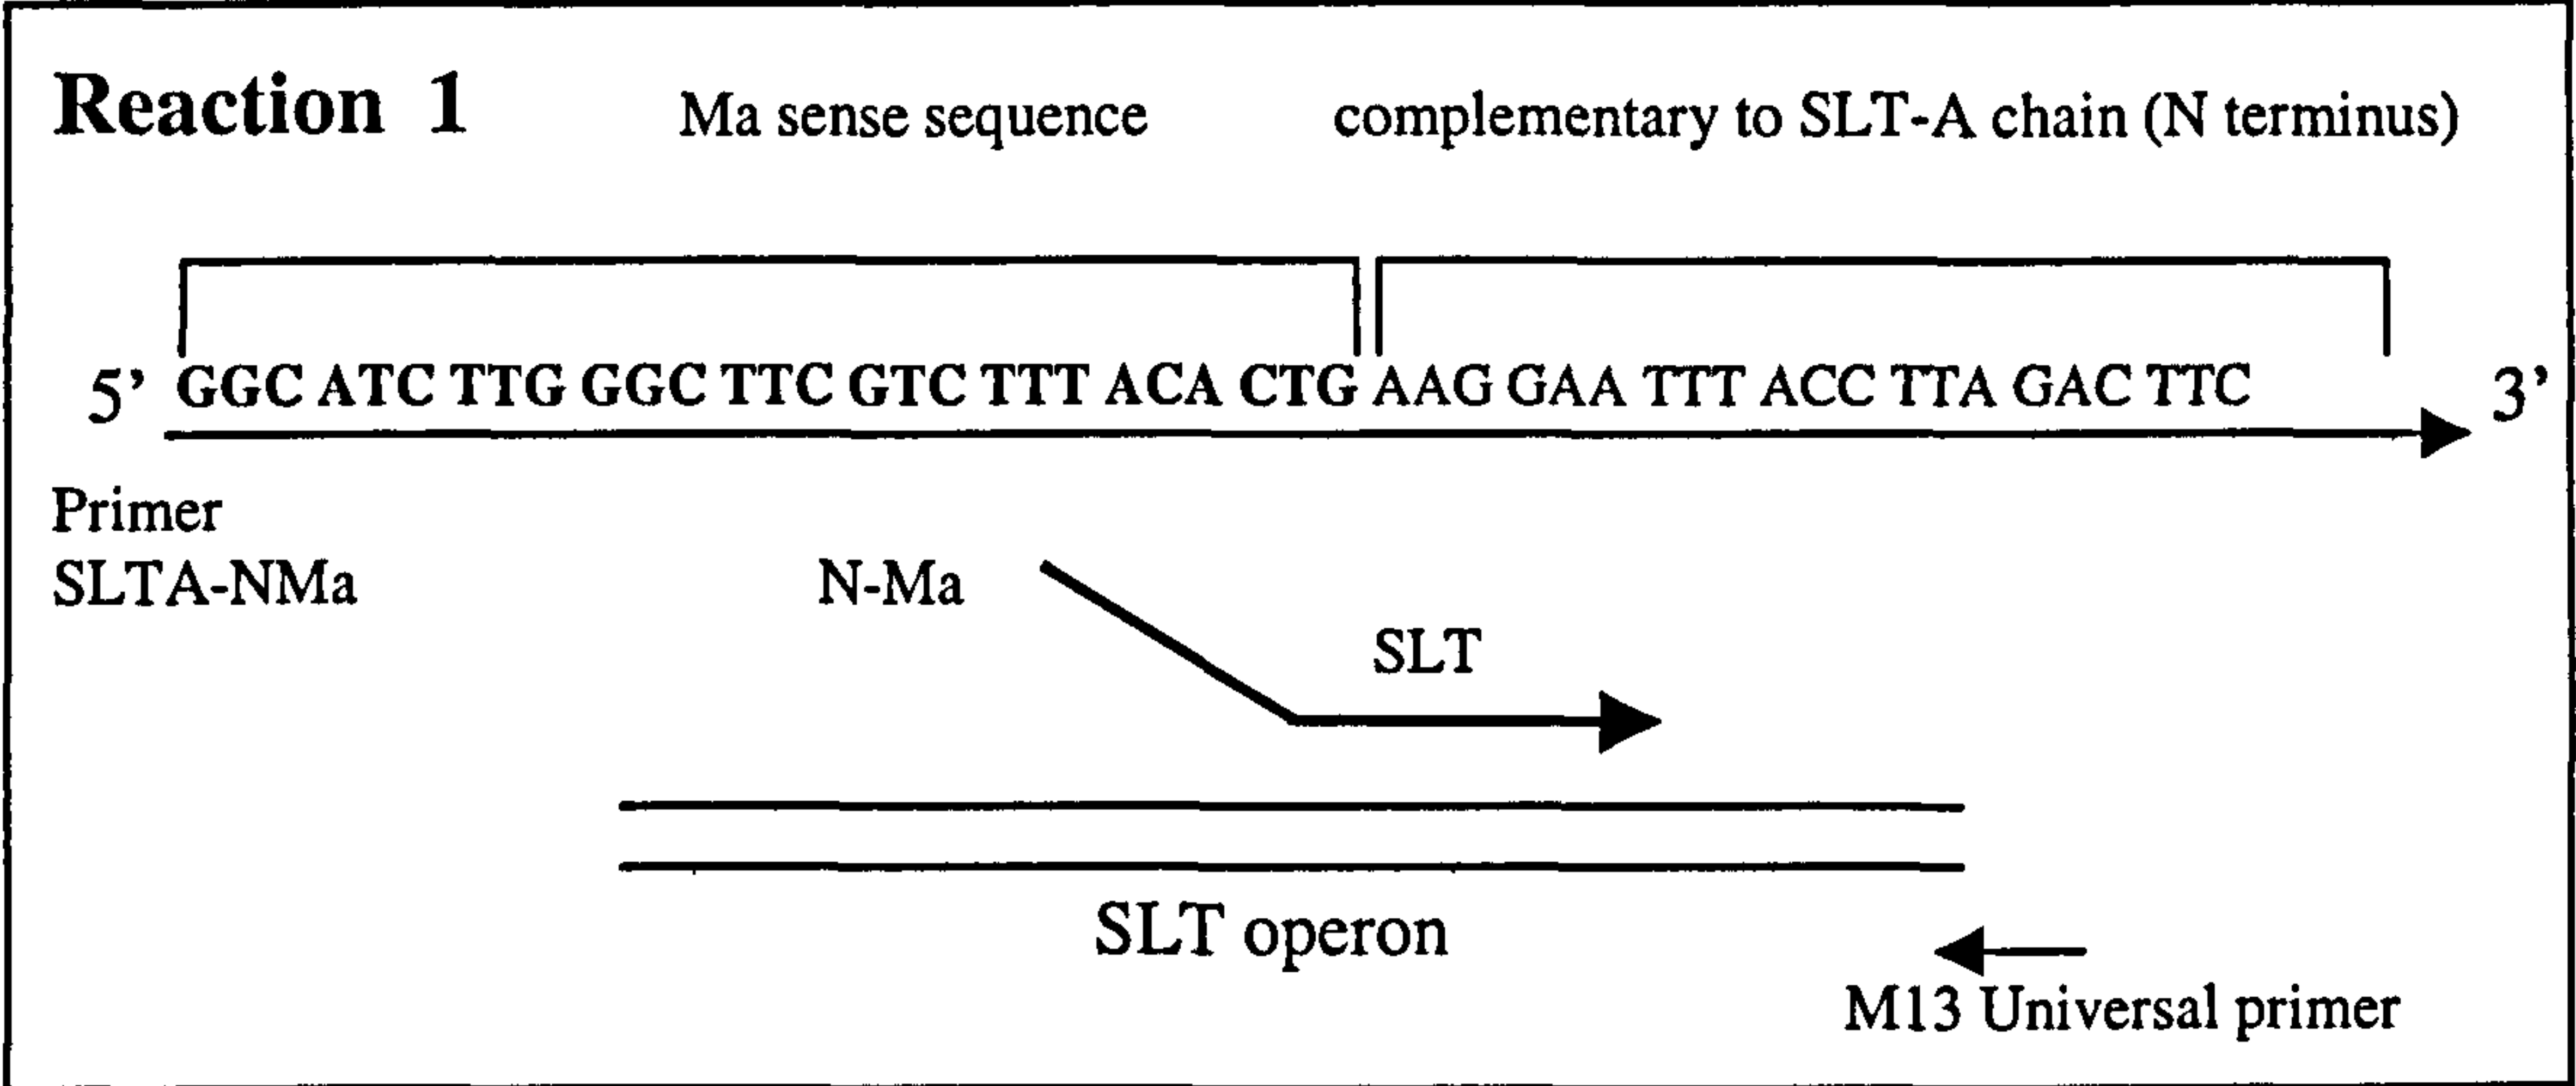 Reaction 1 Ma sense sequence complementary to SLT-A chain (N terminus)
5’ GGC ATC TTG GGC TTC GTC TTT ACA CTG AAG GAA TTT ACC TTA GAC TTC 3’
Primer
SLTA-NMa
N-Ma
SLT
SLT operon
M13 Universal primer